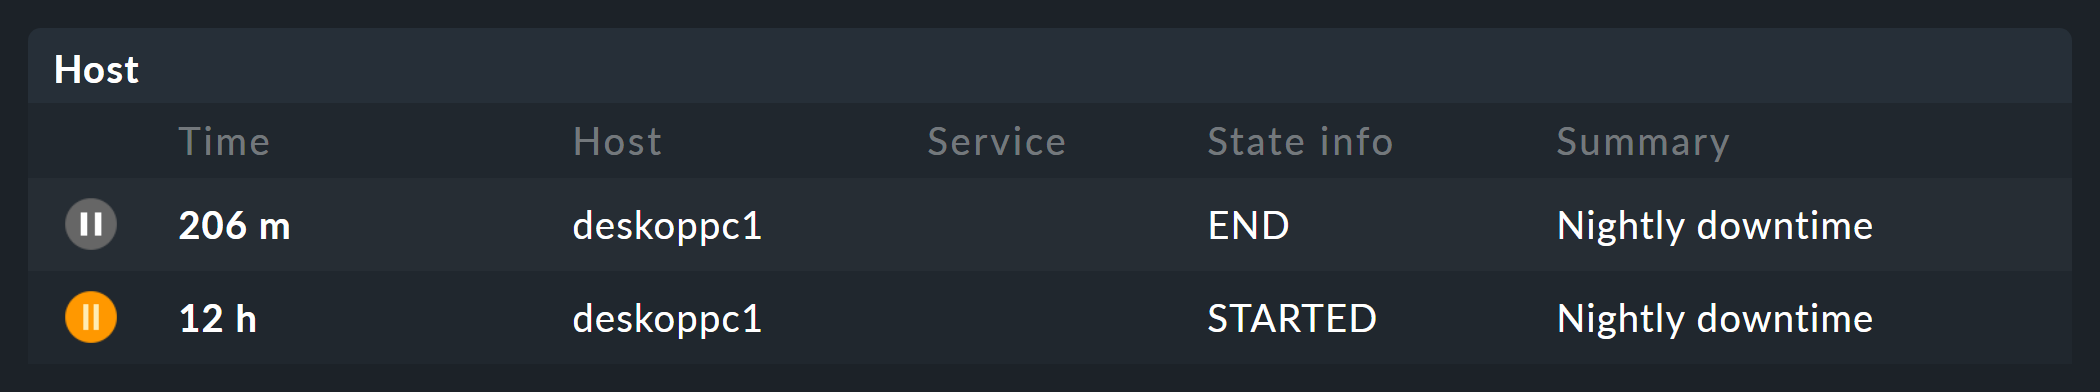 Host
Time Host Service State info Summary
206 m deskoppc1 END Nightly downtime
12 h deskoppc1 STARTED Nightly downtime